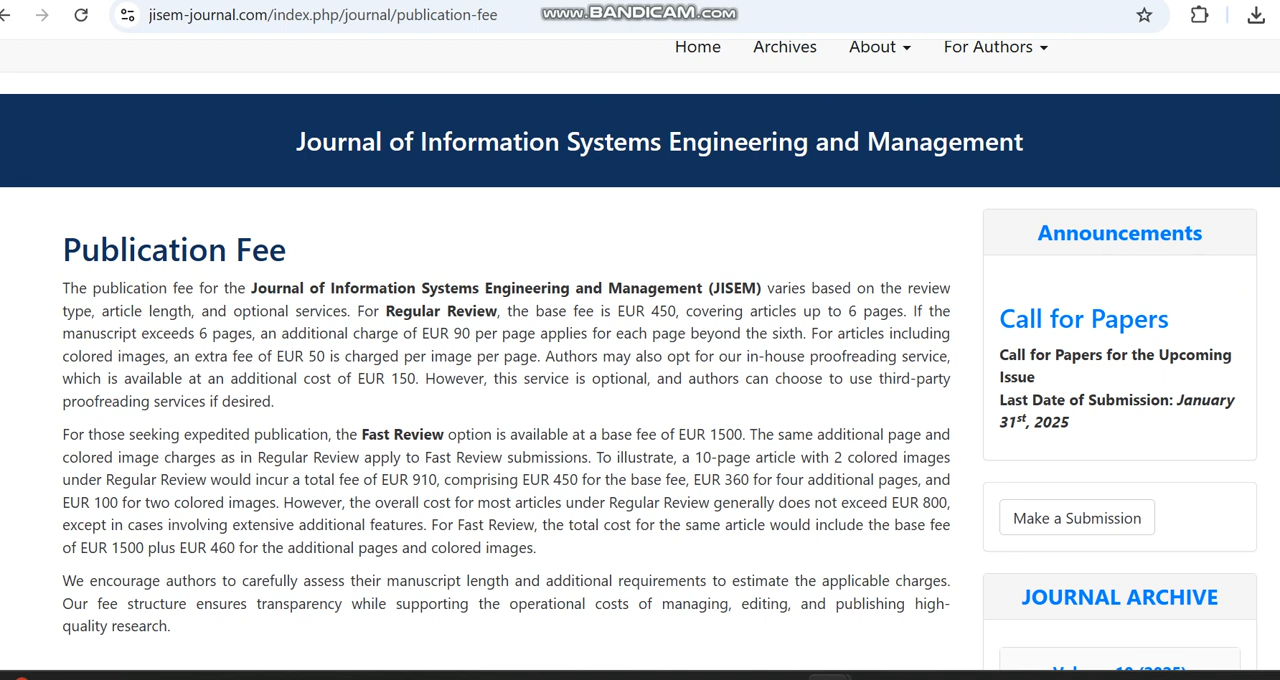 jisem-journal.com/index.php/journal/publication-fee
www.BANDICAM.com
Home Archives About For Authors
Journal of Information Systems Engineering and Management
Publication Fee
The publication fee for the Journal of Information Systems Engineering and Management (JISEM) varies based on the review
type, article length, and optional services. For Regular Review, the base fee is EUR 450, covering articles up to 6 pages. If the
manuscript exceeds 6 pages, an additional charge of EUR 90 per page applies for each page beyond the sixth. For articles including
colored images, an extra fee of EUR 50 is charged per image per page. Authors may also opt for our in-house proofreading service,
which is available at an additional cost of EUR 150. However, this service is optional, and authors can choose to use third-party
proofreading services if desired.
For those seeking expedited publication, the Fast Review option is available at a base fee of EUR 1500. The same additional page and
colored image charges as in Regular Review apply to Fast Review submissions. To illustrate, a 10-page article with 2 colored images
under Regular Review would incur a total fee of EUR 910, comprising EUR 450 for the base fee, EUR 360 for four additional pages, and
EUR 100 for two colored images. However, the overall cost for most articles under Regular Review generally does not exceed EUR 800,
except in cases involving extensive additional features. For Fast Review, the total cost for the same article would include the base fee
of EUR 1500 plus EUR 460 for the additional pages and colored images.
We encourage authors to carefully assess their manuscript length and additional requirements to estimate the applicable charges.
Our fee structure ensures transparency while supporting the operational costs of managing, editing, and publishing high-
quality research.
Announcements
Call for Papers
Call for Papers for the Upcoming
Issue
Last Date of Submission: January
31st, 2025
Make a Submission
JOURNAL ARCHIVE
Volume 10 (2025)